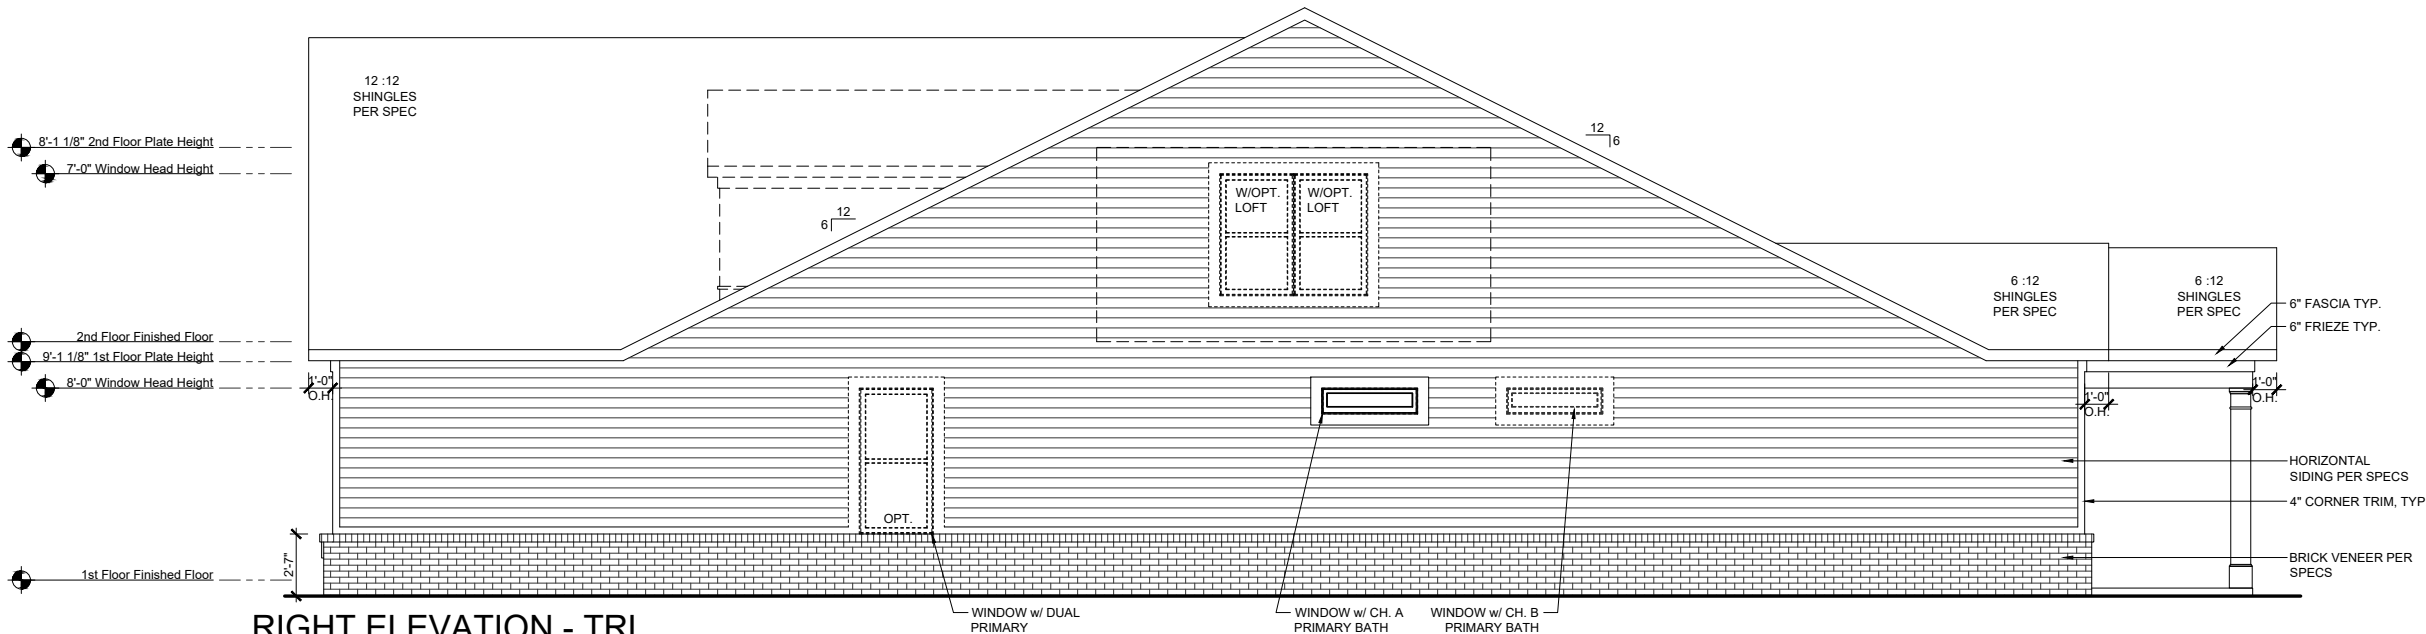 12 :12
SHINGLES
PER SPEC
8'-1 1/8" 2nd Floor Plate Height
7'-0" Window Head Height
12
6
W/OPT.
LOFT
W/OPT.
LOFT
12
6
6 :12
SHINGLES
PER SPEC
6 :12
SHINGLES
PER SPEC
6" FASCIA TYP.
6" FRIEZE TYP.
2nd Floor Finished Floor
9'-1 1/8" 1st Floor Plate Height
8'-0" Window Head Height
1'-0"
O.H.
1'-0"
O.H.
1'-0"
O.H.
HORIZONTAL
SIDING PER SPECS
4" CORNER TRIM, TYP
OPT.
2'-7"
1st Floor Finished Floor
BRICK VENEER PER
SPECS
WINDOW w/ DUAL
PRIMARY
WINDOW w/ CH. A
PRIMARY BATH
WINDOW w/ CH. B
PRIMARY BATH
RIGHT ELEVATION - TRI